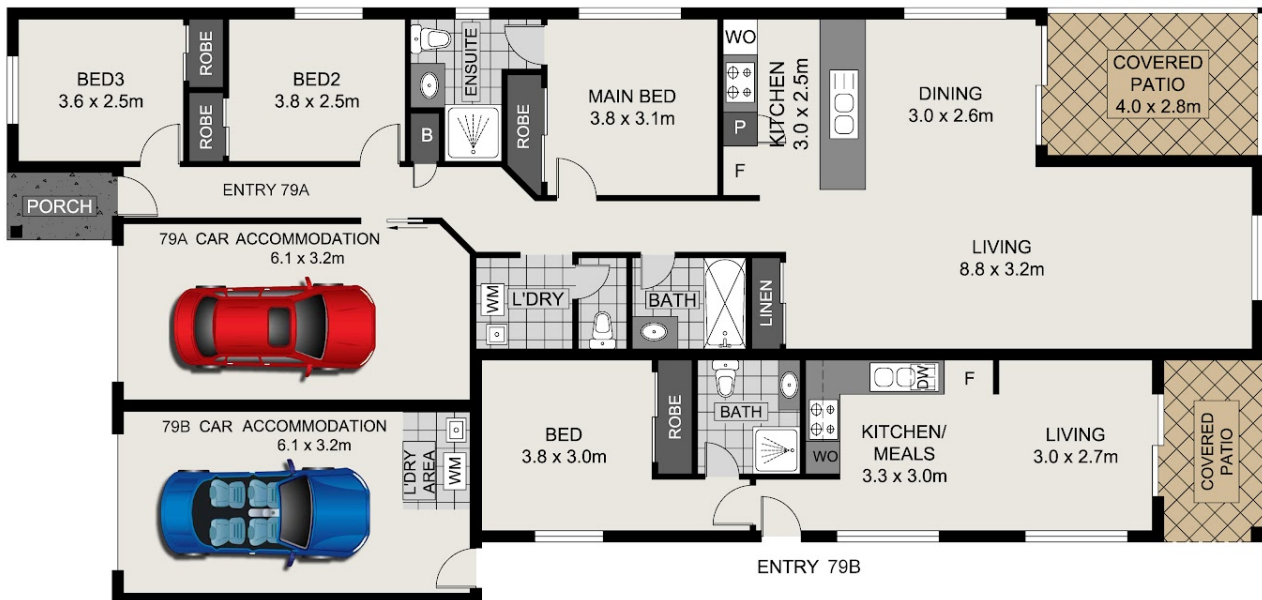 BED3
3.6 x 2.5m
ROBE
ROBE
BED2
3.8 x 2.5m
ENSUITE
B
ROBE
MAIN BED
3.8 x 3.1m
WO
P
F
KITCHEN
3.0 x 2.5m
DINING
3.0 x 2.6m
COVERED
PATIO
4.0 x 2.8m
PORCH
ENTRY 79A
79A CAR ACCOMMODATION
6.1 x 3.2m
WM
L'DRY
BATH
LINEN
LIVING
8.8 x 3.2m
79B CAR ACCOMMODATION
6.1 x 3.2m
L'DRY
AREA
WM
BED
3.8 x 3.0m
ROBE
BATH
WO
DW
F
KITCHEN/
MEALS
3.3 x 3.0m
LIVING
3.0 x 2.7m
COVERED
PATIO
ENTRY 79B